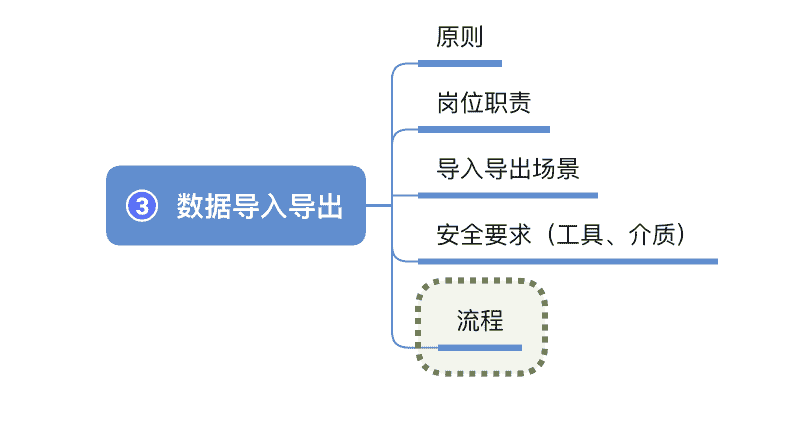 原则
岗位职责
导入导出场景
③ 数据导入导出
安全要求（工具、介质）
流程